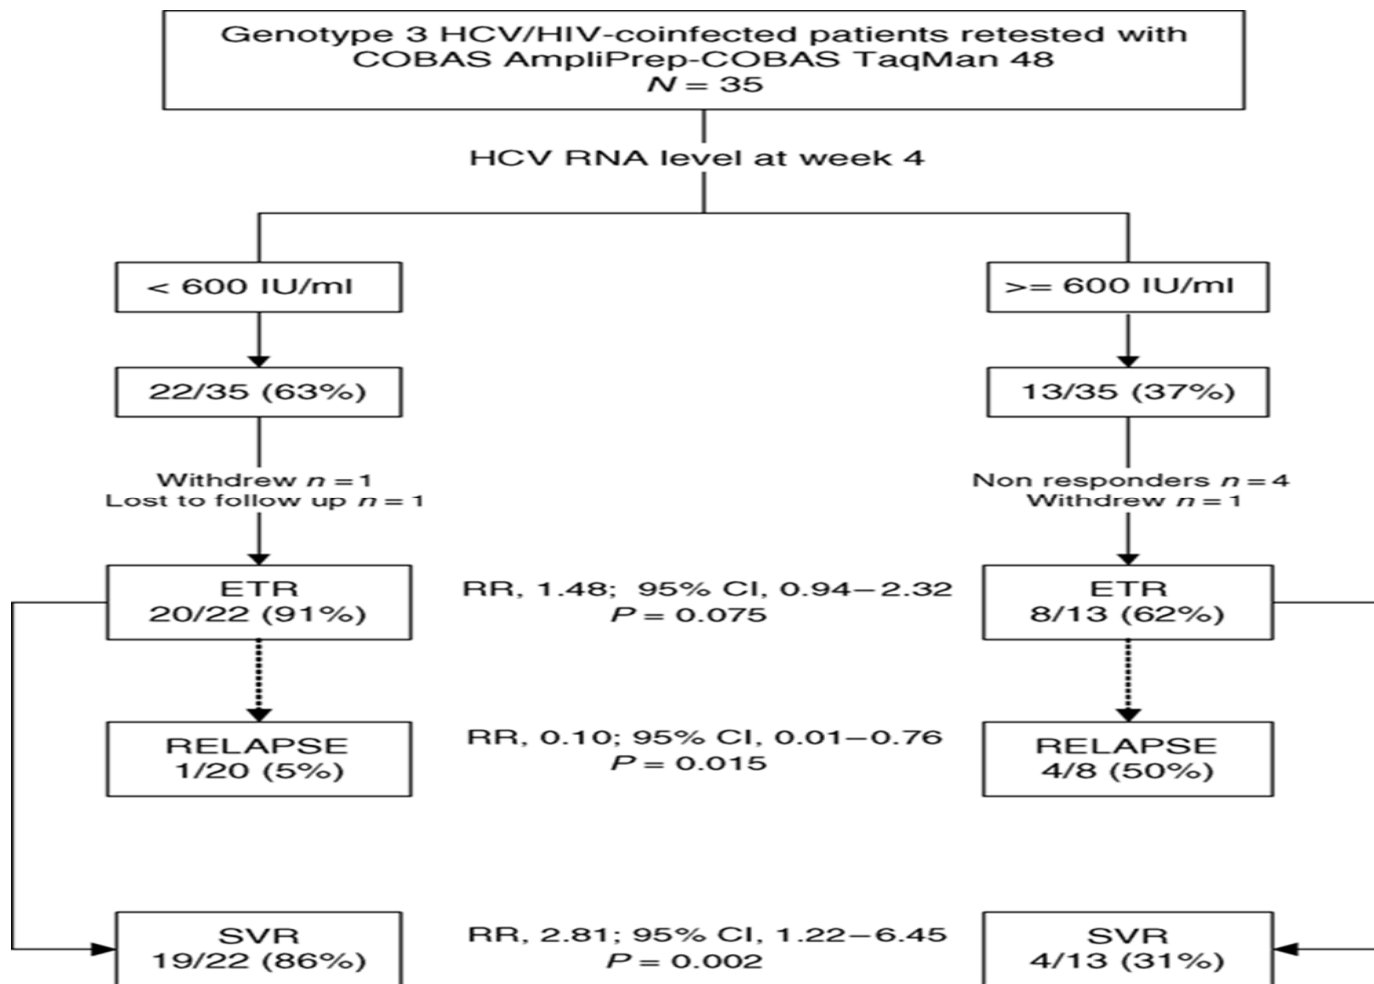 Genotype 3 HCV/HIV-coinfected patients retested with
COBAS AmpliPrep-COBAS TaqMan 48
N = 35
HCV RNA level at week 4
< 600 IU/ml
>= 600 IU/ml
22/35 (63%)
13/35 (37%)
Withdrew n = 1
Lost to follow up n = 1
Non responders n = 4
Withdrew n = 1
ETR
20/22 (91%)
RR, 1.48; 95% CI, 0.94–2.32
P = 0.075
ETR
8/13 (62%)
RELAPSE
1/20 (5%)
RR, 0.10; 95% CI, 0.01–0.76
P = 0.015
RELAPSE
4/8 (50%)
SVR
19/22 (86%)
RR, 2.81; 95% CI, 1.22–6.45
P = 0.002
SVR
4/13 (31%)